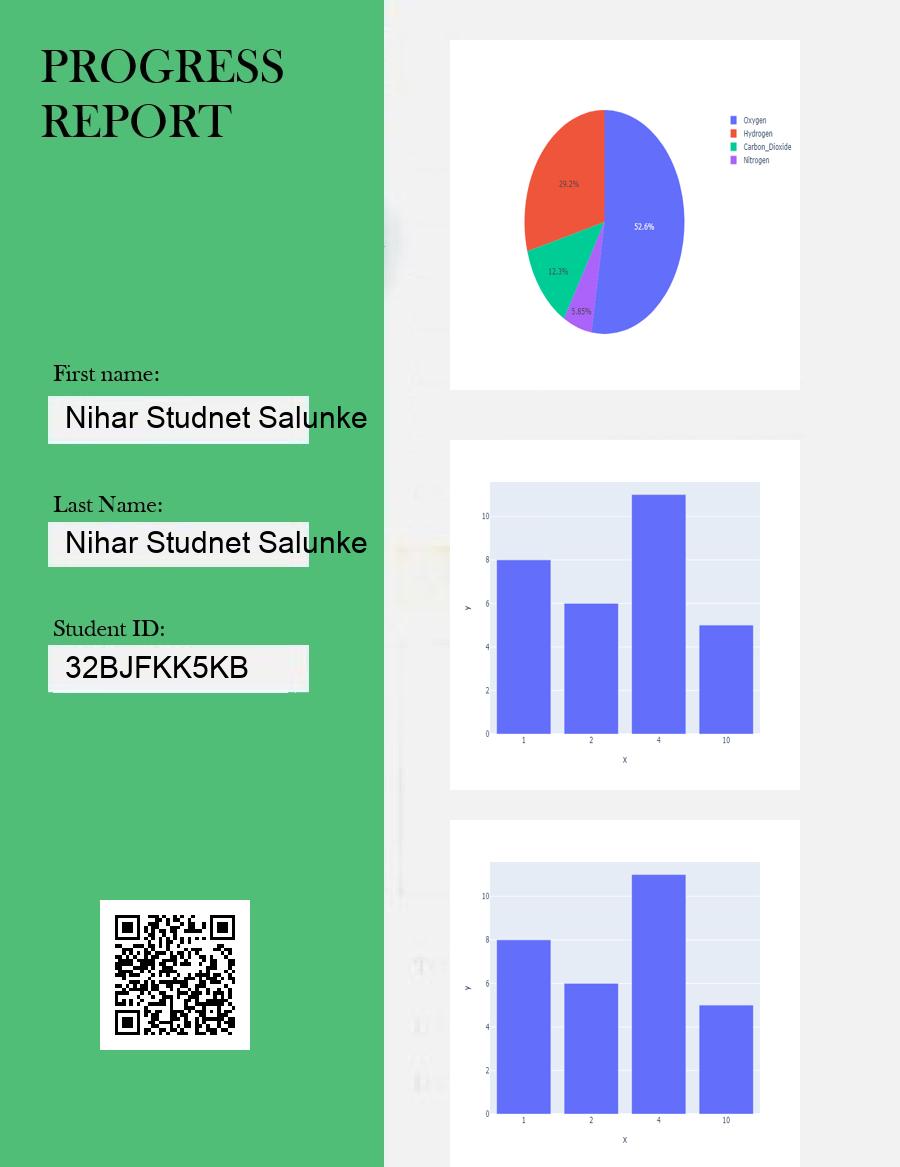 PROGRESS
REPORT
First name:
Nihar Studnet Salunke
Last Name:
Nihar Studnet Salunke
Student ID:
32BJFKK5KB
Oxygen
Hydrogen
Carbon_Dioxide
Nitrogen
29.2%
52.6%
12.3%
5.85%
10
8
6
4
2
0
y
1 2 4 10
x
10
8
6
4
2
0
y
1 2 4 10
x